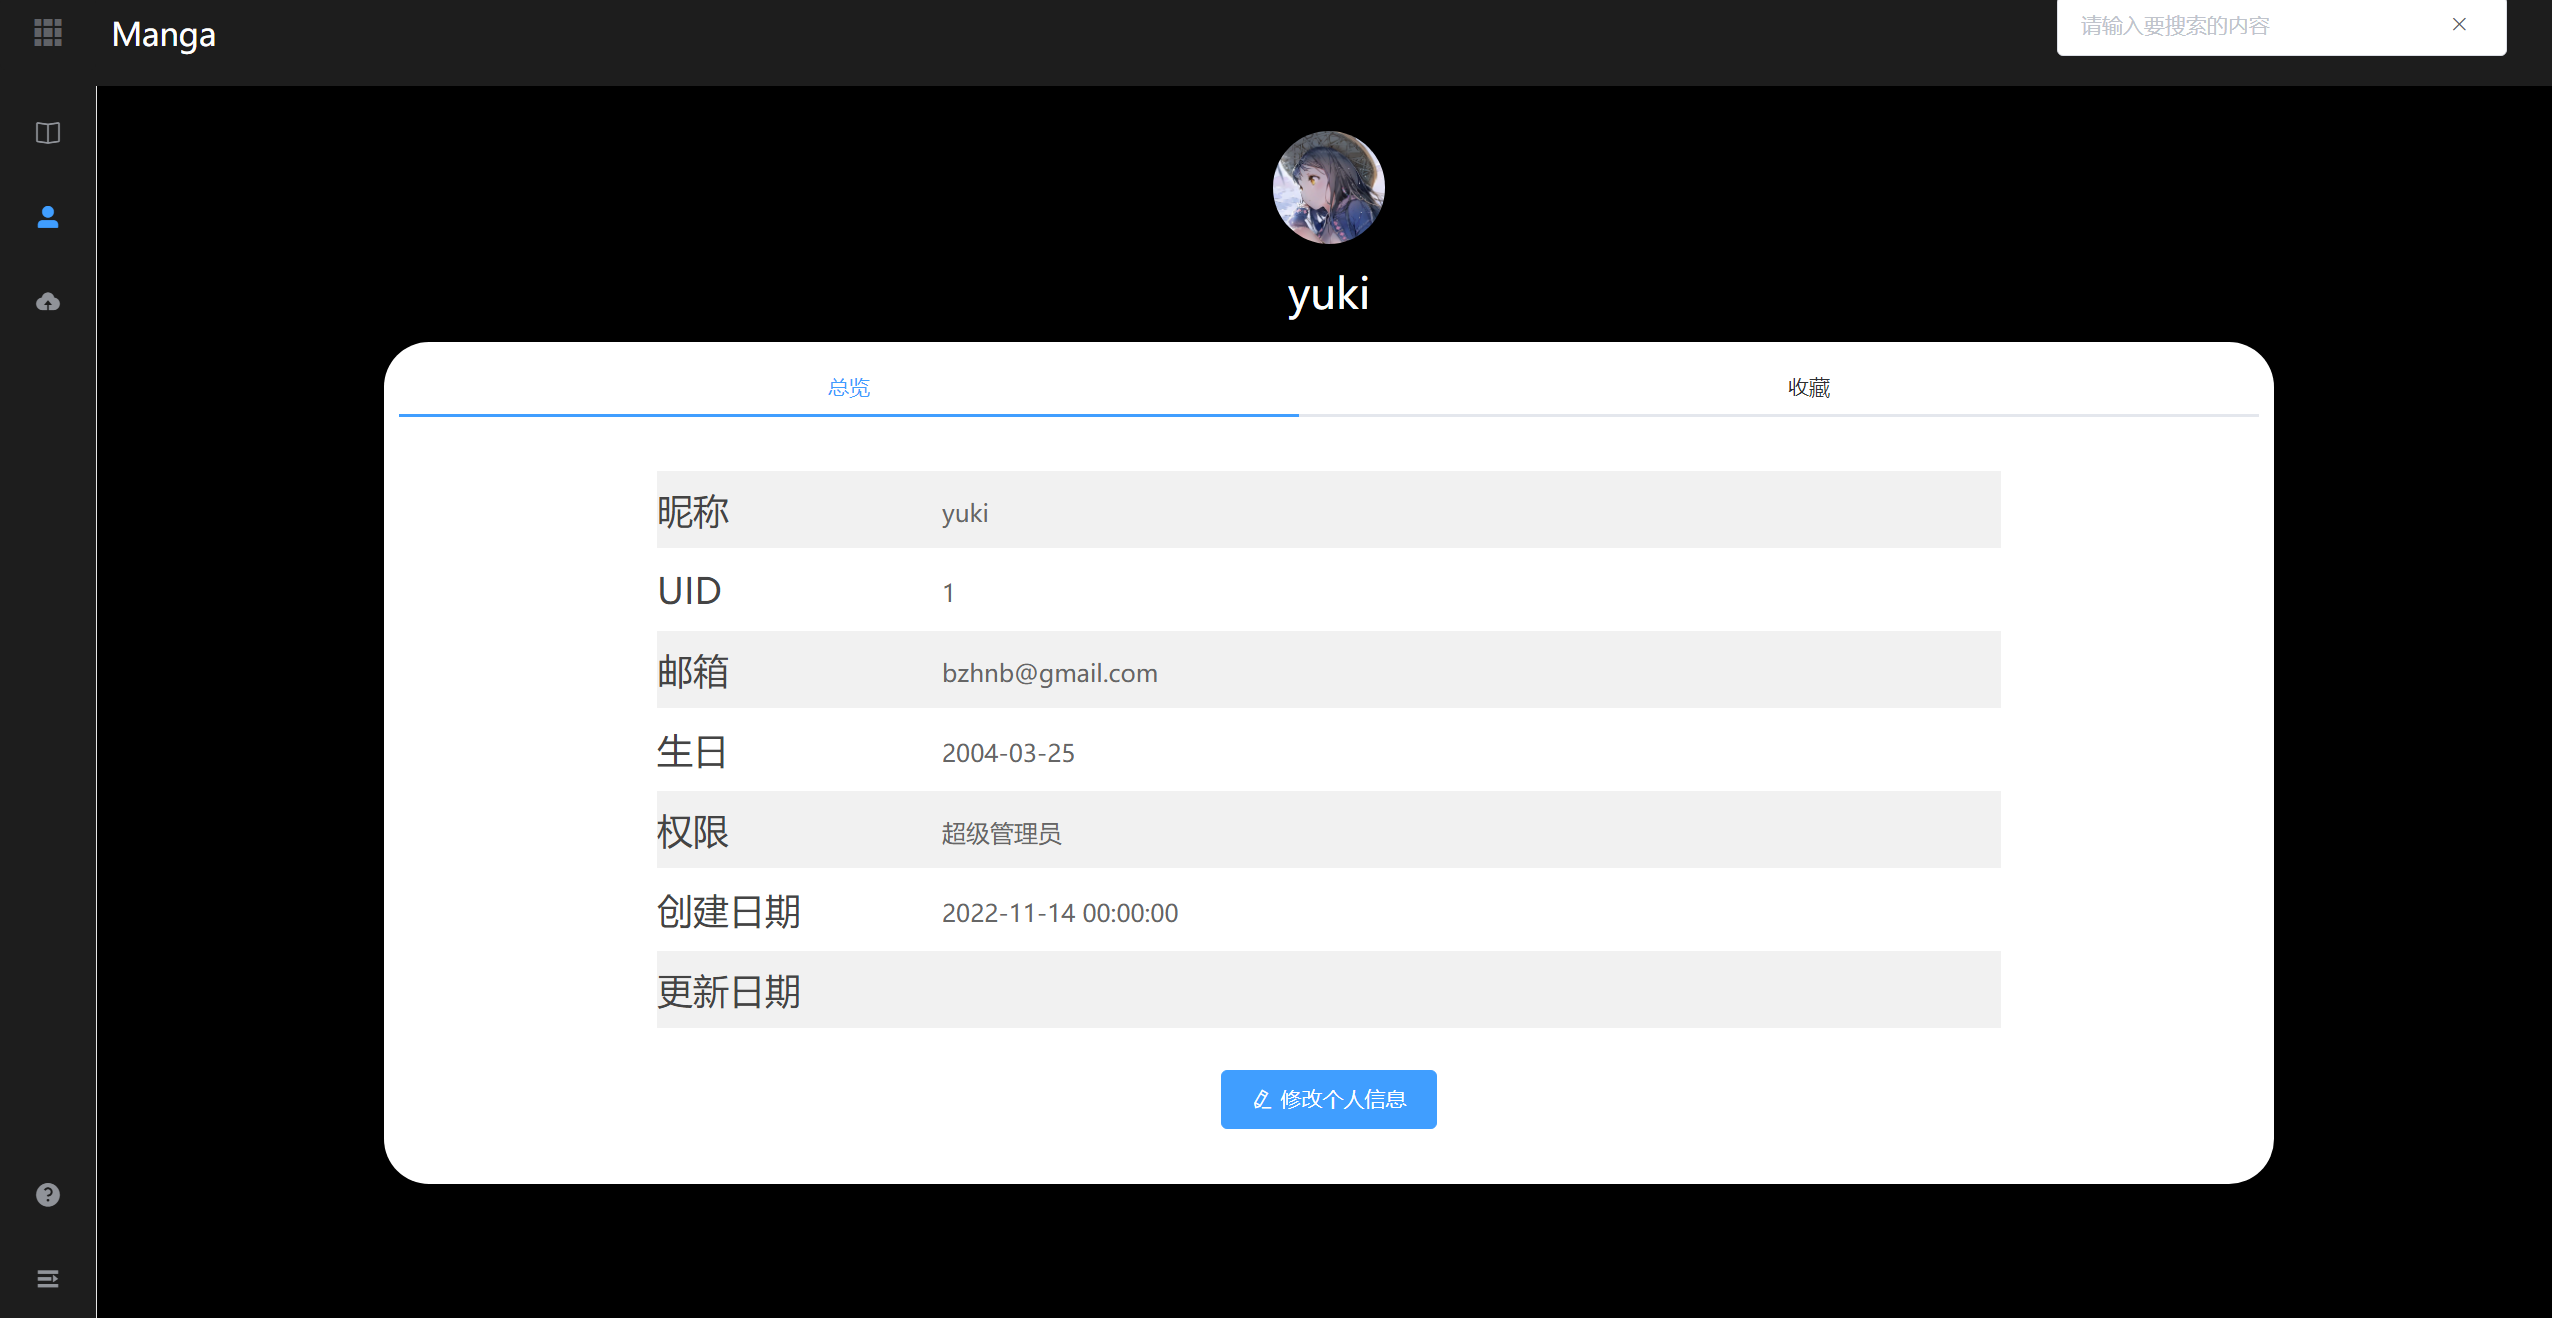 Manga
请输入要搜索的内容
yuki
总览 收藏
昵称 yuki
UID 1
邮箱 bzhnb@gmail.com
生日 2004-03-25
权限 超级管理员
创建日期 2022-11-14 00:00:00
更新日期
修改个人信息